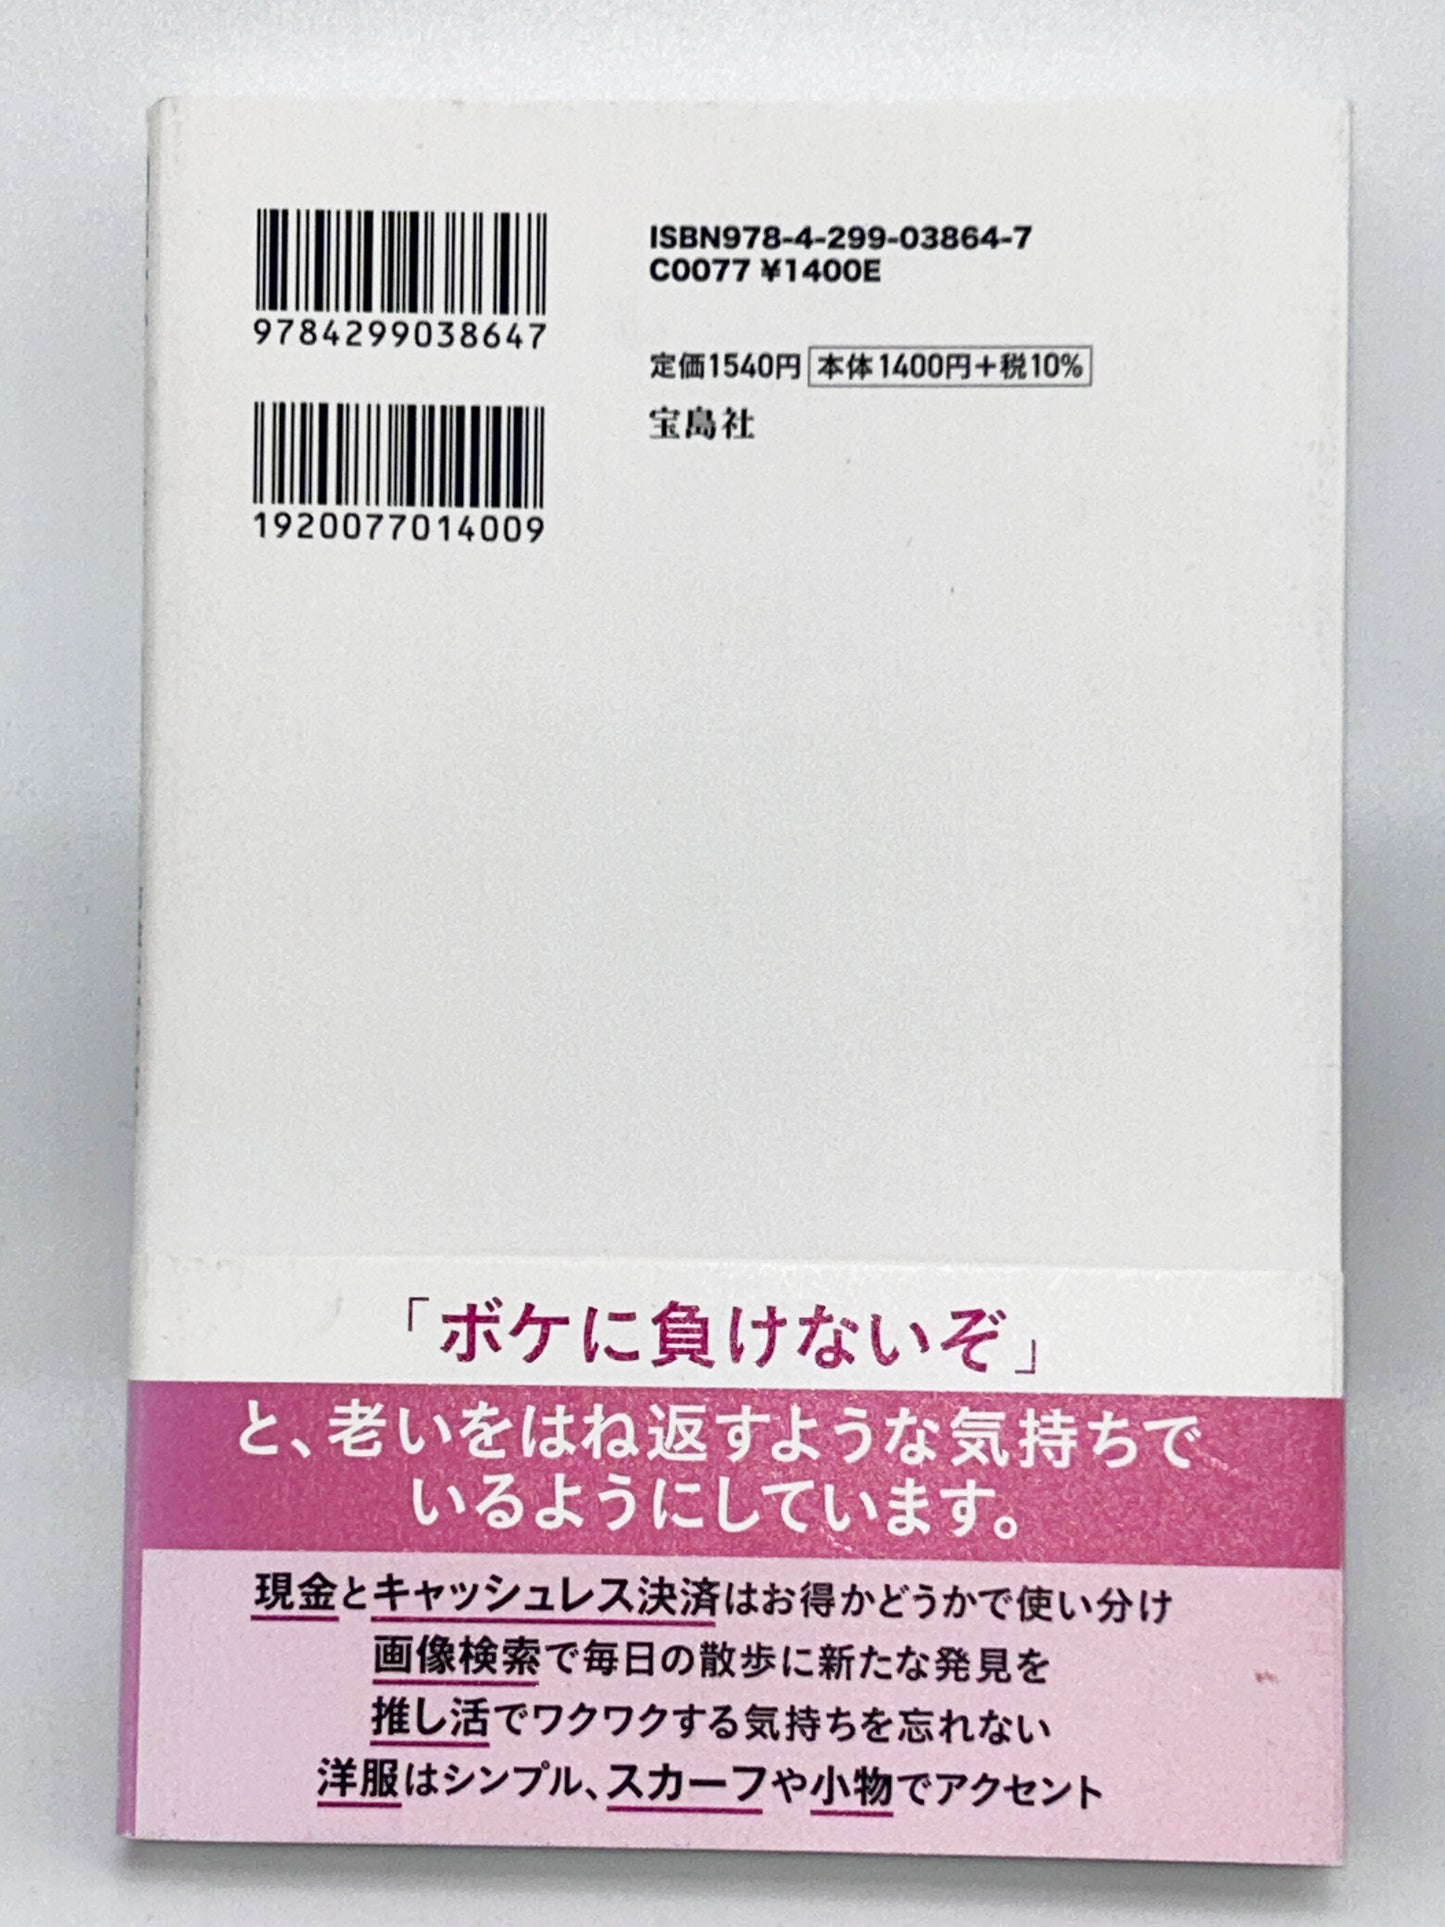 9784299038647
1920077014009
ISBN978-4-299-03864-7
C0077 ¥1400E
定価1540円 本体1400円+税10%
宝島社
「ボケに負けないぞ」
と、老いをはね返すような気持ちで
いるようにしています。
現金とキャッシュレス決済はお得かどうかで使い分け
画像検索で毎日の散歩に新たな発見を
推し活でワクワクする気持ちを忘れない
洋服はシンプル、スカーフや小物でアクセント